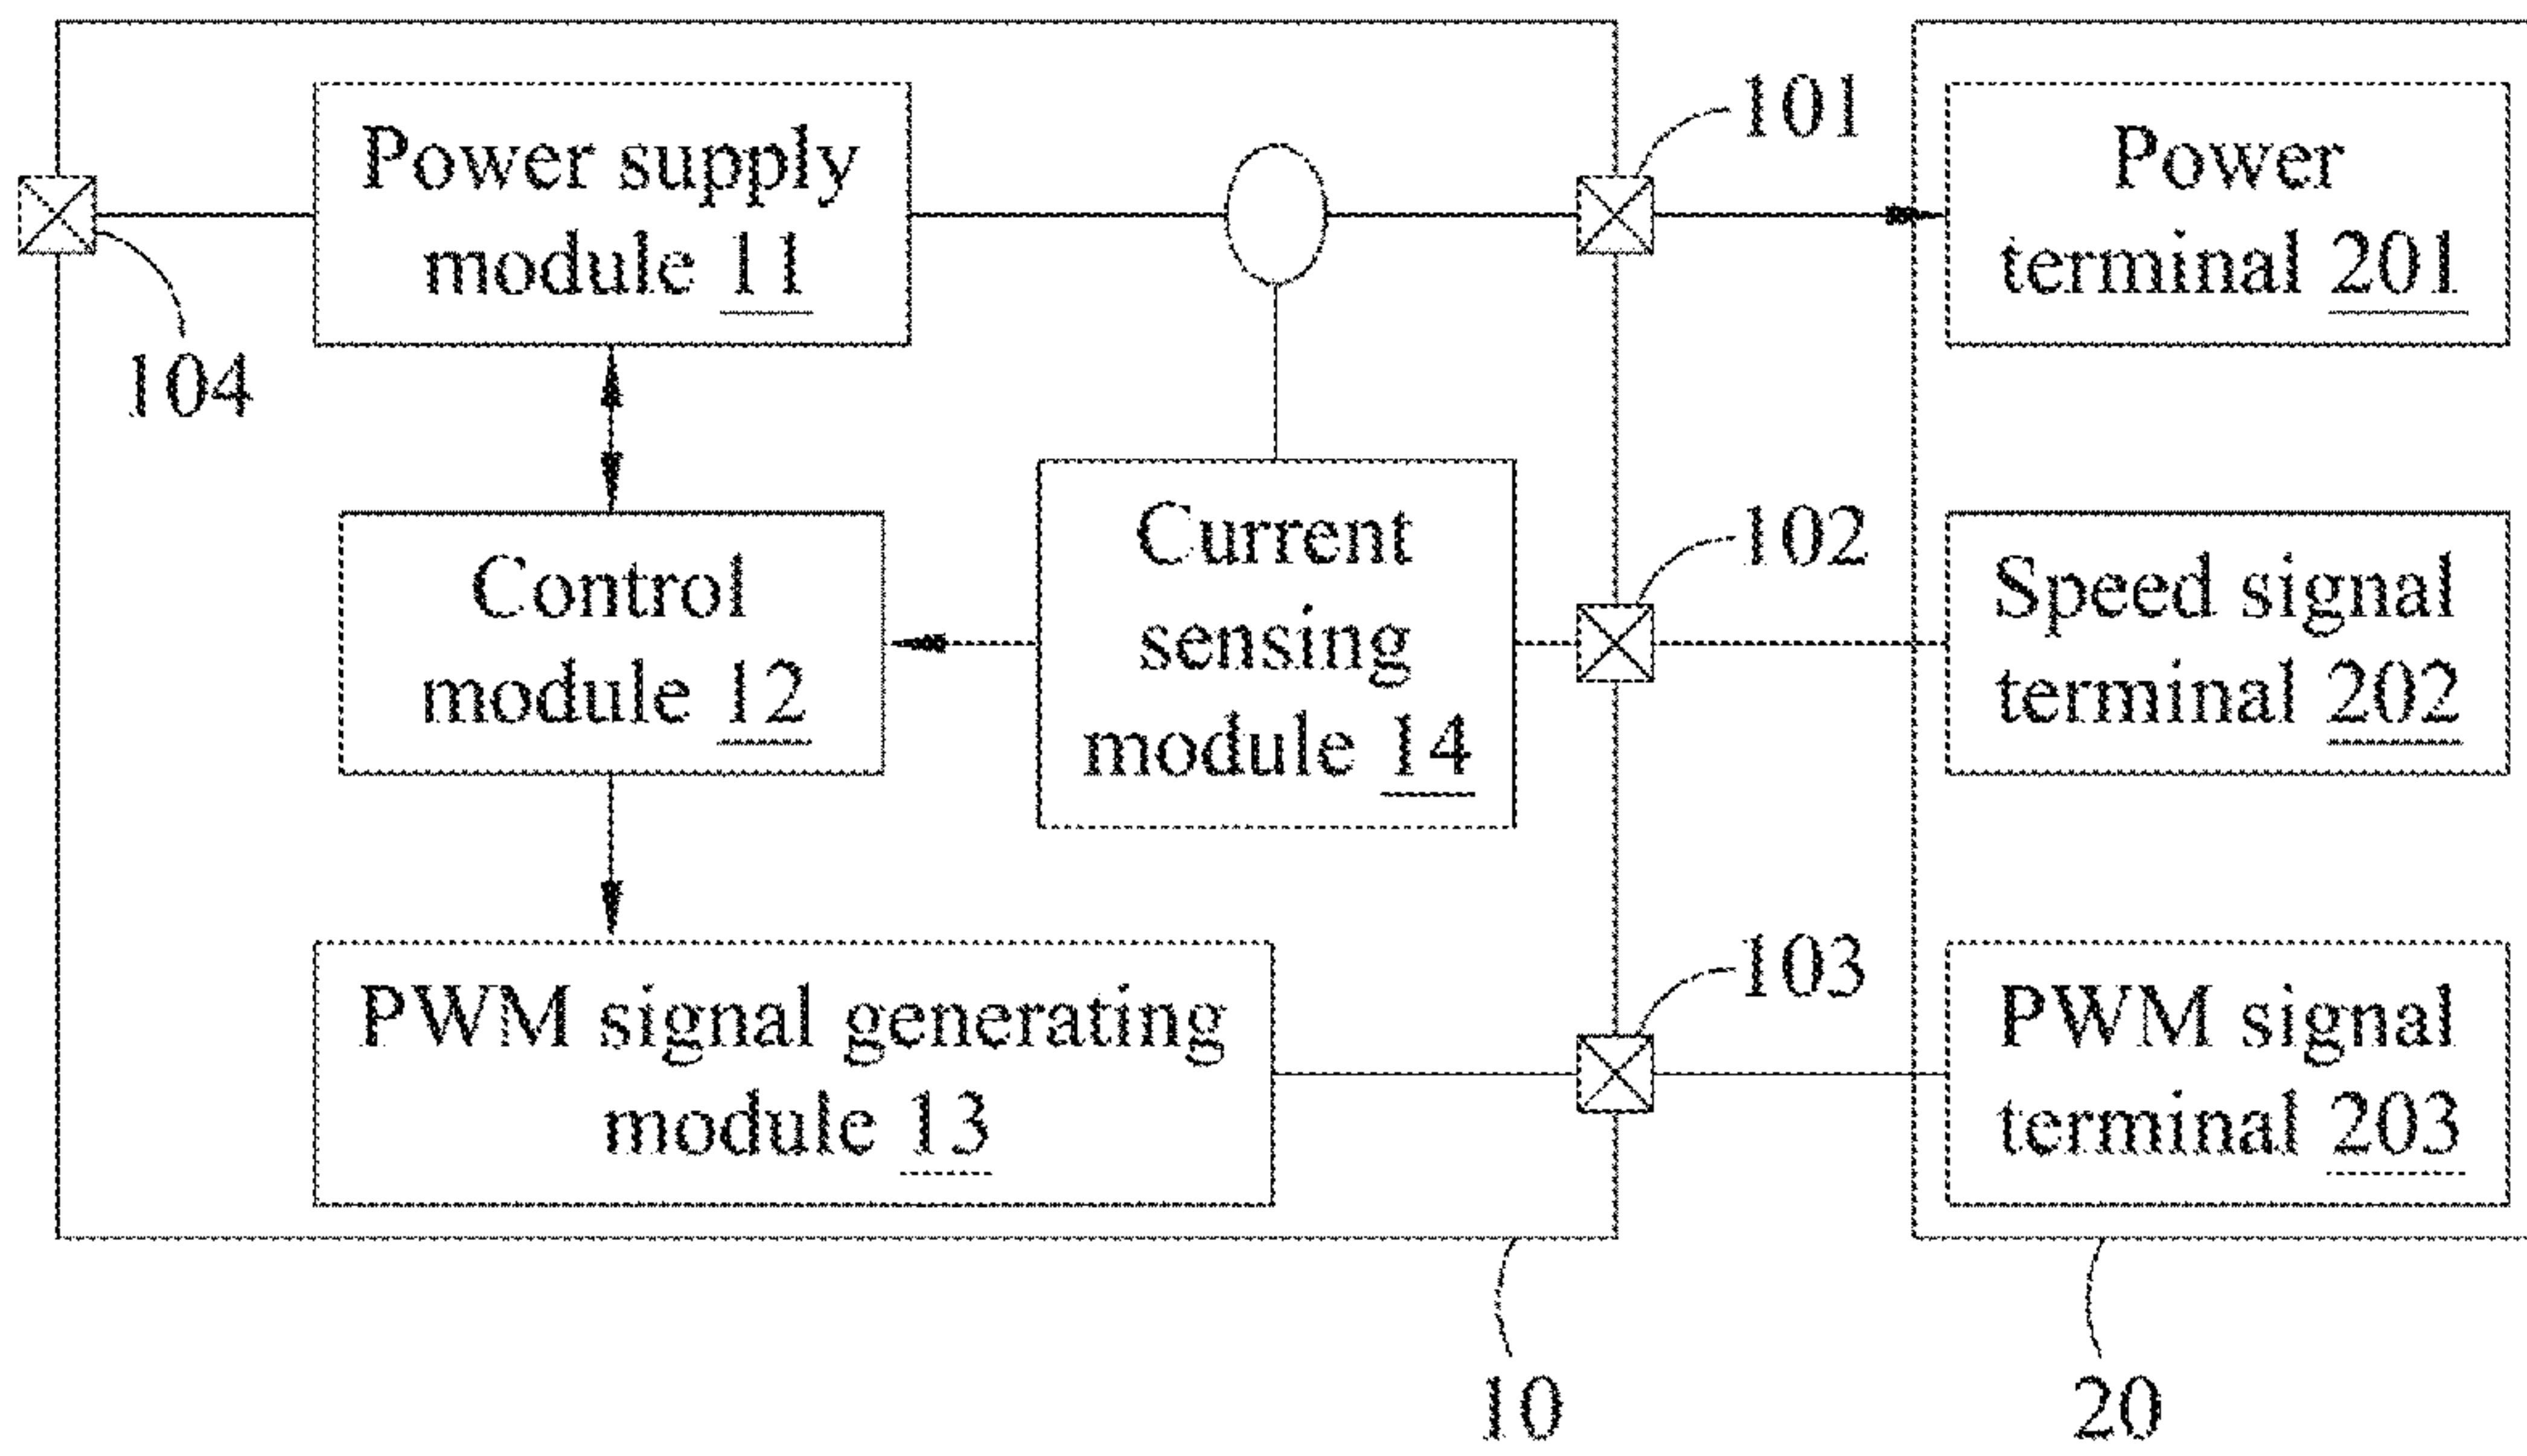 101
Power supply
module 11
Power
terminal 201
104
102
Control
module 12
Current
sensing
module 14
Speed signal
terminal 202
103
PWM signal generating
module 13
PWM signal
terminal 203
10
20